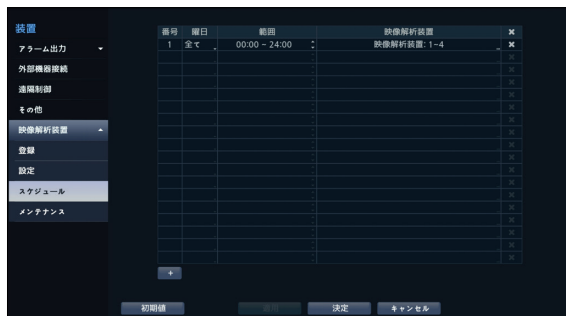 装置
アラーム出力
外部機器接続
遠隔制御
その他
映像解析装置
登録
設定
スケジュール
メンテナンス
番号 曜日 範囲 映像解析装置
1 全て 00:00 ~ 24:00 映像解析装置: 1~4
+
初期値 適用 決定 キャンセル